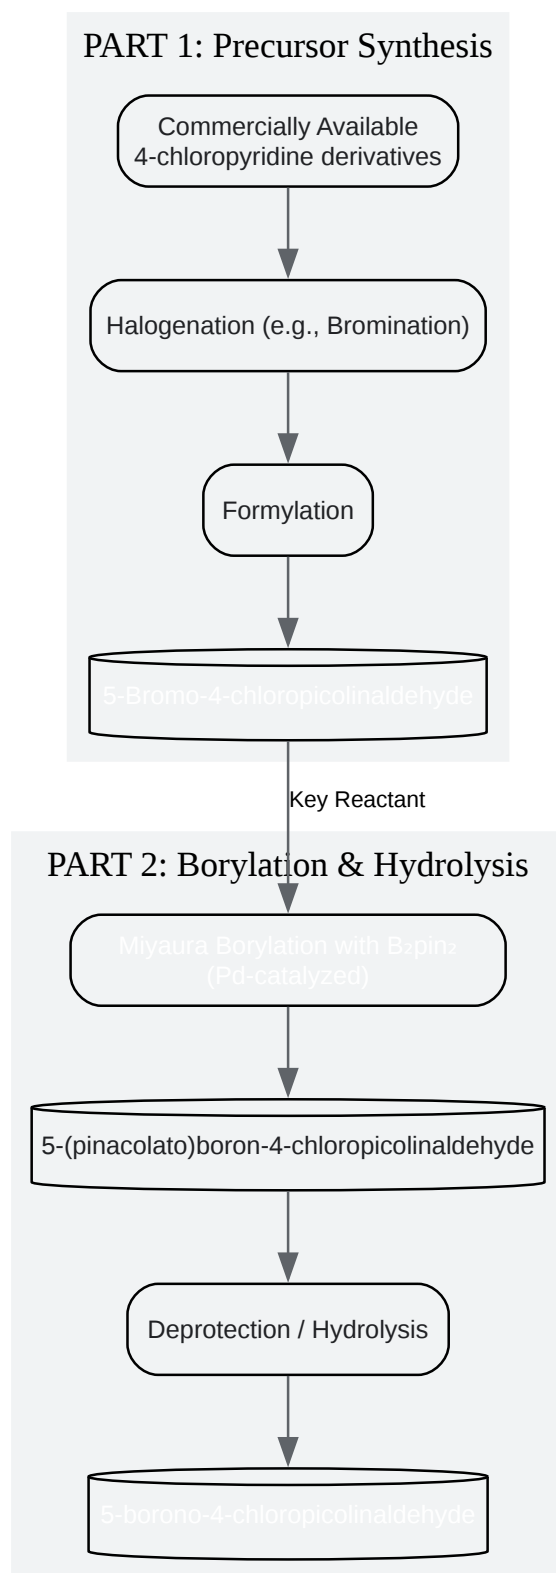 PART 1: Precursor Synthesis
Commercially Available
4-chloropyridine derivatives
Halogenation (e.g., Bromination)
Formylation
5-Bromo-4-chloropicolinaldehyde
Key Reactant
PART 2: Borylation & Hydrolysis
Miyaura Borylation with B₂pin₂
(Pd-catalyzed)
5-(pinacolato)boron-4-chloropicolinaldehyde
Deprotection / Hydrolysis
5-borono-4-chloropicolinaldehyde